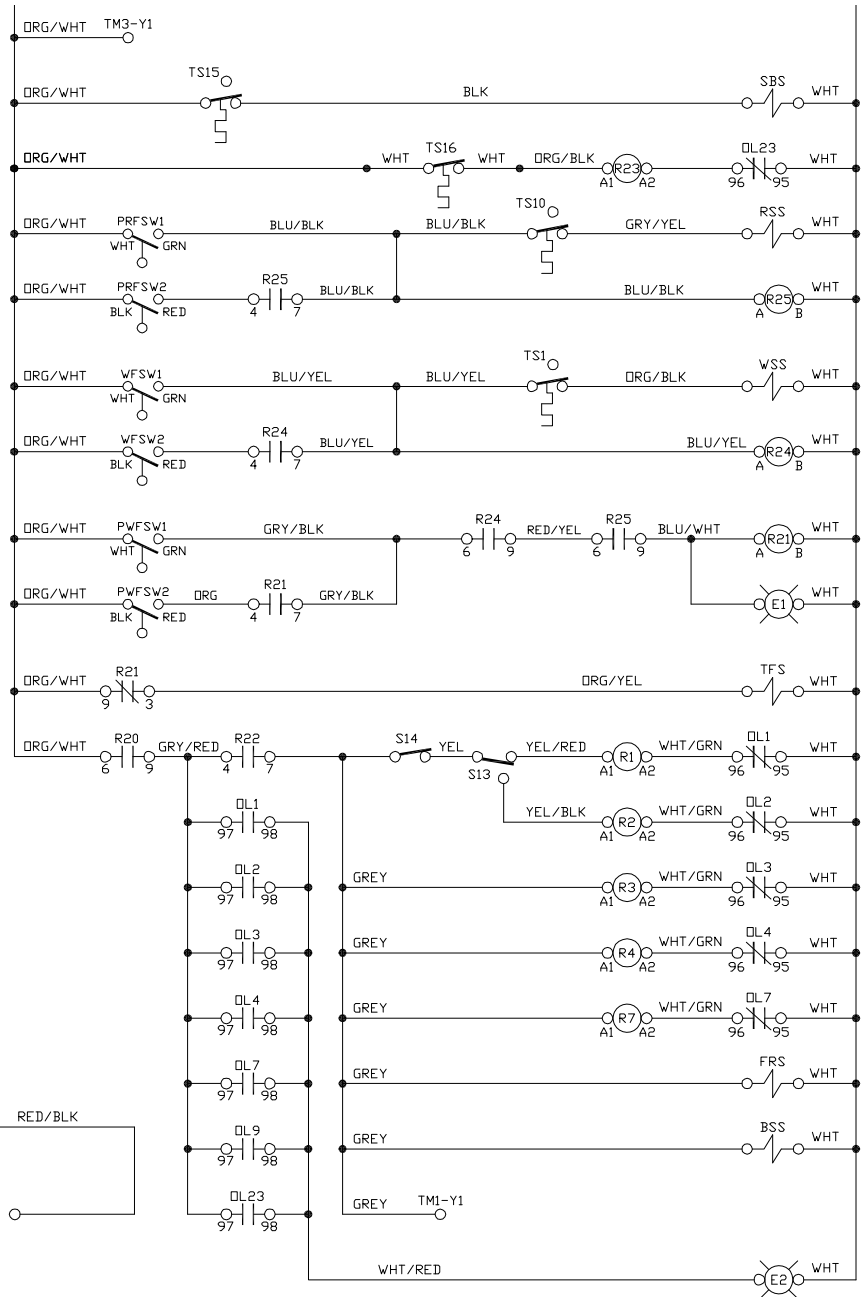 ORG/WHT TM3-Y1
TS15 SBS
ORG/WHT BLK WHT
TS16 OL23
ORG/WHT WHT WHT ORG/BLK R23 WHT
A1 A2 96 95
TS10 RSS
ORG/WHT PRFSW1 BLU/BLK BLU/BLK GRY/YEL WHT
WHT GRN
ORG/WHT PRFSW2 R25 BLU/BLK BLU/BLK R25 WHT
BLK RED 4 7 A B
TS1 WSS
ORG/WHT WFSW1 BLU/YEL BLU/YEL ORG/BLK WHT
WHT GRN
ORG/WHT WFSW2 R24 BLU/YEL BLU/YEL R24 WHT
BLK RED 4 7 A B
ORG/WHT PWFSW1 GRY/BLK R24 RED/YEL R25 BLU/WHT R21 WHT
WHT GRN 6 9 6 9 A B
ORG/WHT PWFSW2 ORG R21 GRY/BLK E1 WHT
BLK RED 4 7
ORG/WHT R21 ORG/YEL TFS WHT
9 3
ORG/WHT R20 GRY/RED R22 S14 YEL YEL/RED R1 WHT/GRN OL1 WHT
6 9 4 7 S13 A1 A2 96 95
OL1 YEL/BLK R2 WHT/GRN OL2 WHT
97 98 A1 A2 96 95
OL2 GREY R3 WHT/GRN OL3 WHT
97 98 A1 A2 96 95
OL3 GREY R4 WHT/GRN OL4 WHT
97 98 A1 A2 96 95
OL4 GREY R7 WHT/GRN OL7 WHT
97 98 A1 A2 96 95
OL7 GREY FRS WHT
97 98
RED/BLK OL9 GREY BSS WHT
97 98
OL23 GREY TM1-Y1
97 98
WHT/RED E2 WHT